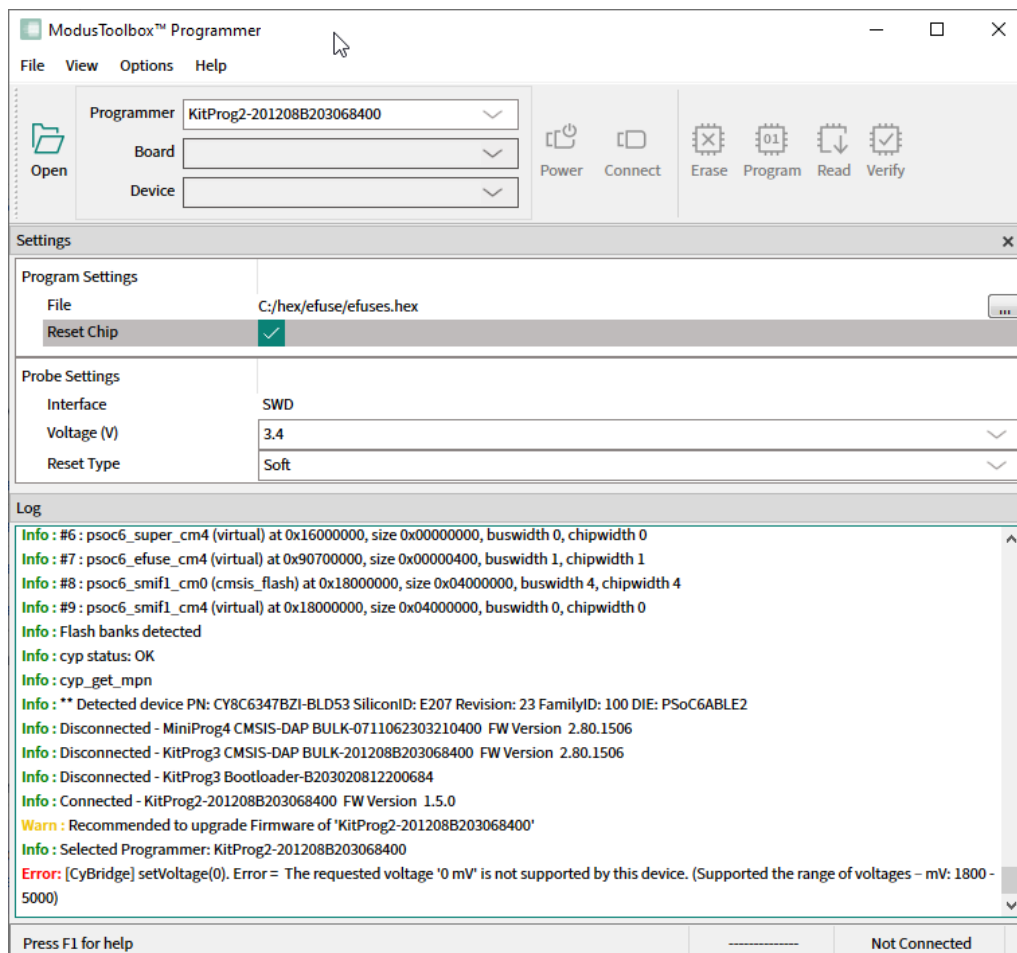 ModusToolbox™ Programmer
File View Options Help
Open
Programmer KitProg2-201208B203068400
Board
Device
Power Connect Erase Program Read Verify
Settings
Program Settings
File C:/hex/efuse/efuses.hex
...
Reset Chip
Probe Settings
Interface SWD
Voltage (V) 3.4
Reset Type Soft
Log
Info : #6 : psoc6_super_cm4 (virtual) at 0x16000000, size 0x00000000, buswidth 0, chipwidth 0
Info : #7 : psoc6_efuse_cm4 (virtual) at 0x90700000, size 0x00000400, buswidth 1, chipwidth 1
Info : #8 : psoc6_smif1_cm0 (cmsis_flash) at 0x18000000, size 0x04000000, buswidth 4, chipwidth 4
Info : #9 : psoc6_smif1_cm4 (virtual) at 0x18000000, size 0x04000000, buswidth 0, chipwidth 0
Info : Flash banks detected
Info : cyp status: OK
Info : cyp_get_mpn
Info : ** Detected device PN: CY8C6347BZI-BLD53 SiliconID: E207 Revision: 23 FamilyID: 100 DIE: PSoC6ABLE2
Info : Disconnected - MiniProg4 CMSIS-DAP BULK-0711062303210400 FW Version 2.80.1506
Info : Disconnected - KitProg3 CMSIS-DAP BULK-201208B203068400 FW Version 2.80.1506
Info : Disconnected - KitProg3 Bootloader-B203020812200684
Info : Connected - KitProg2-201208B203068400 FW Version 1.5.0
Warn : Recommended to upgrade Firmware of 'KitProg2-201208B203068400'
Info : Selected Programmer: KitProg2-201208B203068400
Error: [CyBridge] setVoltage(0). Error = The requested voltage '0 mV' is not supported by this device. (Supported the range of voltages – mV: 1800 -
5000)
Press F1 for help -------------- Not Connected